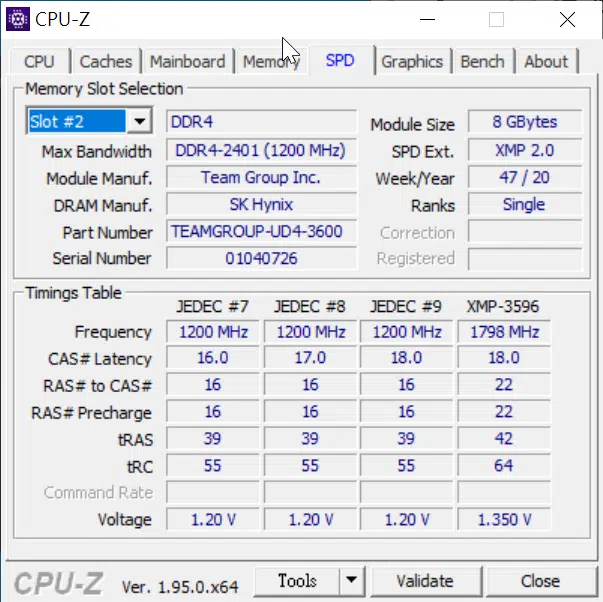 CPU-Z
CPU Caches Mainboard Memory SPD Graphics Bench About
Memory Slot Selection
Slot #2 DDR4 Module Size 8 GBytes
Max Bandwidth DDR4-2401 (1200 MHz) SPD Ext. XMP 2.0
Module Manuf. Team Group Inc. Week/Year 47 / 20
DRAM Manuf. SK Hynix Ranks Single
Part Number TEAMGROUP-UD4-3600 Correction
Serial Number 01040726 Registered
Timings Table
JEDEC #7 JEDEC #8 JEDEC #9 XMP-3596
Frequency 1200 MHz 1200 MHz 1200 MHz 1798 MHz
CAS# Latency 16.0 17.0 18.0 18.0
RAS# to CAS# 16 16 16 22
RAS# Precharge 16 16 16 22
tRAS 39 39 39 42
tRC 55 55 55 64
Command Rate
Voltage 1.20 V 1.20 V 1.20 V 1.350 V
CPU-Z Ver. 1.95.0.x64 Tools Validate Close